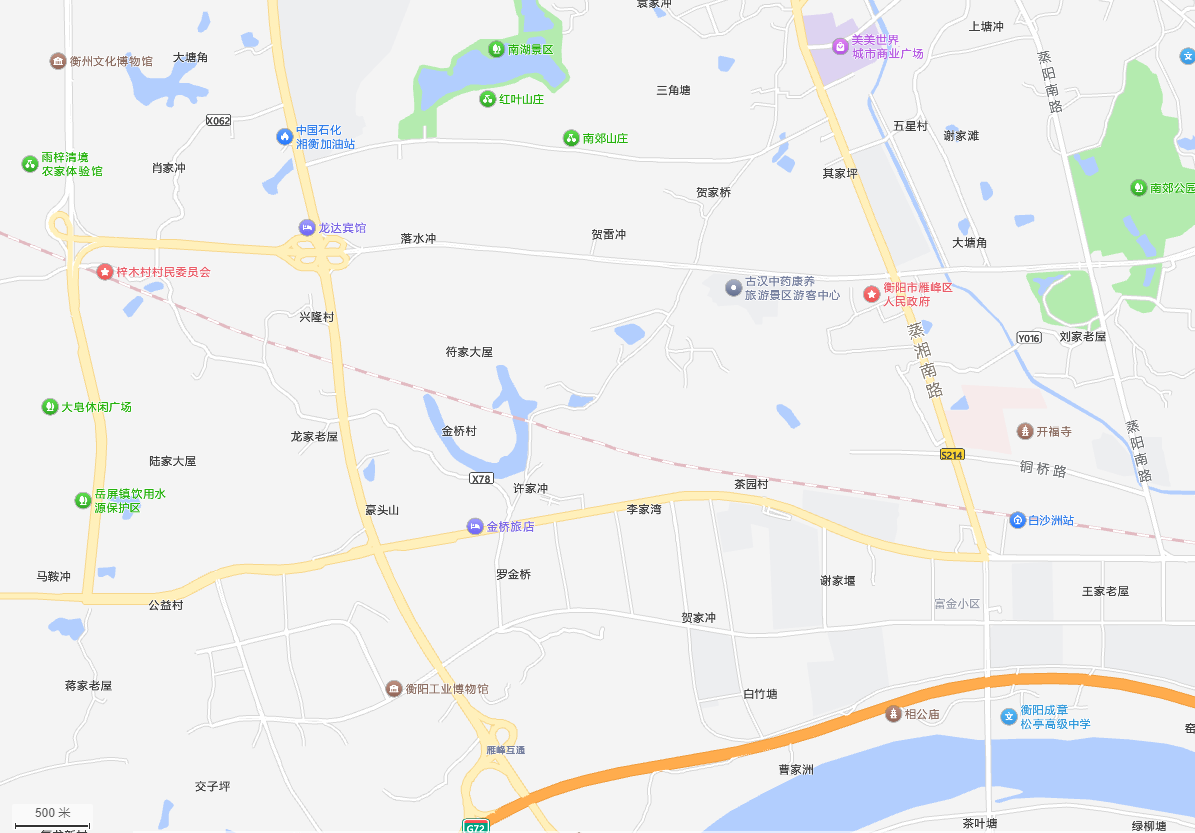 袁家冲
上塘冲
美美世界
城市商业广场
南湖景区
大塘角
衡州文化博物馆
蒸阳南路
三角塘
红叶山庄
X062
五星村
谢家滩
中国石化
湘衡加油站
南郊山庄
雨梓清境
农家体验馆
肖家冲
其家坪
南郊公园
贺家桥
龙达宾馆
落水冲
贺雷冲
大塘角
梓木村村民委员会
古汉中药康养
旅游景区游客中心
衡阳市雁峰区
人民政府
兴隆村
Y016
刘家老屋
蒸湘南路
符家大屋
大皂休闲广场
龙家老屋
金桥村
开福寺
蒸阳南路
S214
铜桥路
陆家大屋
X78
许家冲
茶园村
岳屏镇饮用水
源保护区
豪头山
李家湾
金桥旅店
白沙洲站
马鞍冲
罗金桥
谢家堰
王家老屋
公益村
富金小区
贺家冲
蒋家老屋
衡阳工业博物馆
白竹塘
相公庙
衡阳成章
松亭高级中学
雁峰互通
曹家洲
交子坪
500 米
G72
茶叶塘
绿柳塘